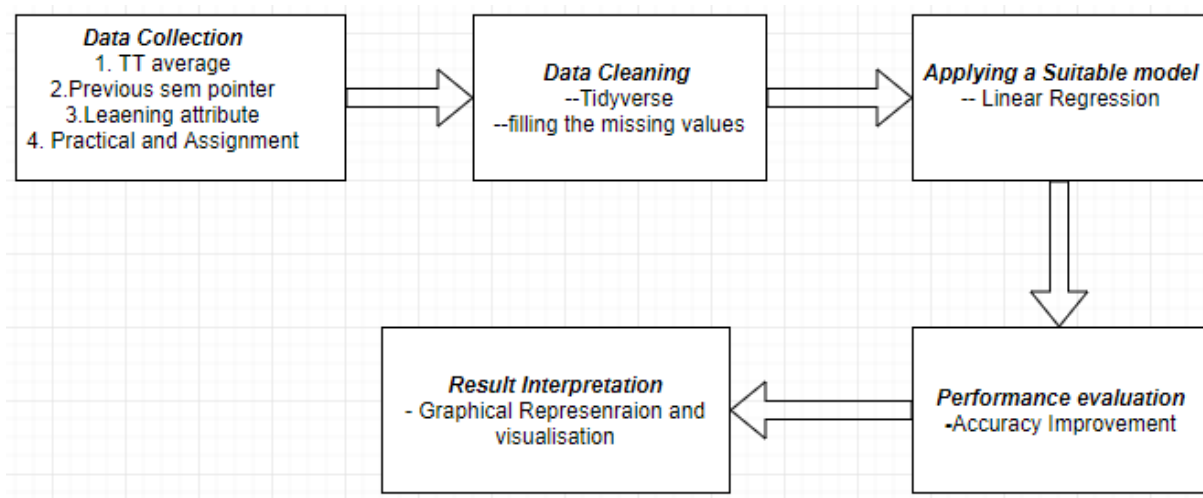 Data Collection
1. TT average
2.Previous sem pointer
3.Leaening attribute
4. Practical and Assignment
Data Cleaning
--Tidyverse
--filling the missing values
Applying a Suitable model
-- Linear Regression
Performance evaluation
-Accuracy Improvement
Result Interpretation
- Graphical Represenraion and
visualisation